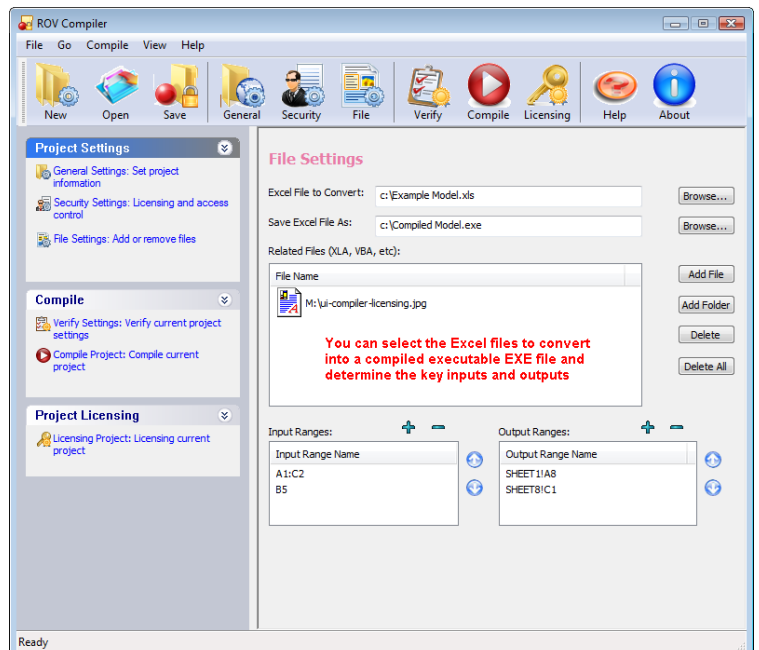 ROV Compiler
File Go Compile View Help
New Open Save General Security File Verify Compile Licensing Help About
Project Settings
General Settings: Set project
information
Security Settings: Licensing and access
control
File Settings: Add or remove files
Compile
Verify Settings: Verify current project
settings
Compile Project: Compile current
project
Project Licensing
Licensing Project: Licensing current
project
File Settings
Excel File to Convert: c:\Example Model.xls Browse...
Save Excel File As: c:\Compiled Model.exe Browse...
Related Files (XLA, VBA, etc):
File Name
M:\ui-compiler-licensing.jpg
You can select the Excel files to convert
into a compiled executable EXE file and
determine the key inputs and outputs
Add File
Add Folder
Delete
Delete All
Input Ranges:
Input Range Name
A1:C2
B5
Output Ranges:
Output Range Name
SHEET1!A8
SHEET8!C1
Ready